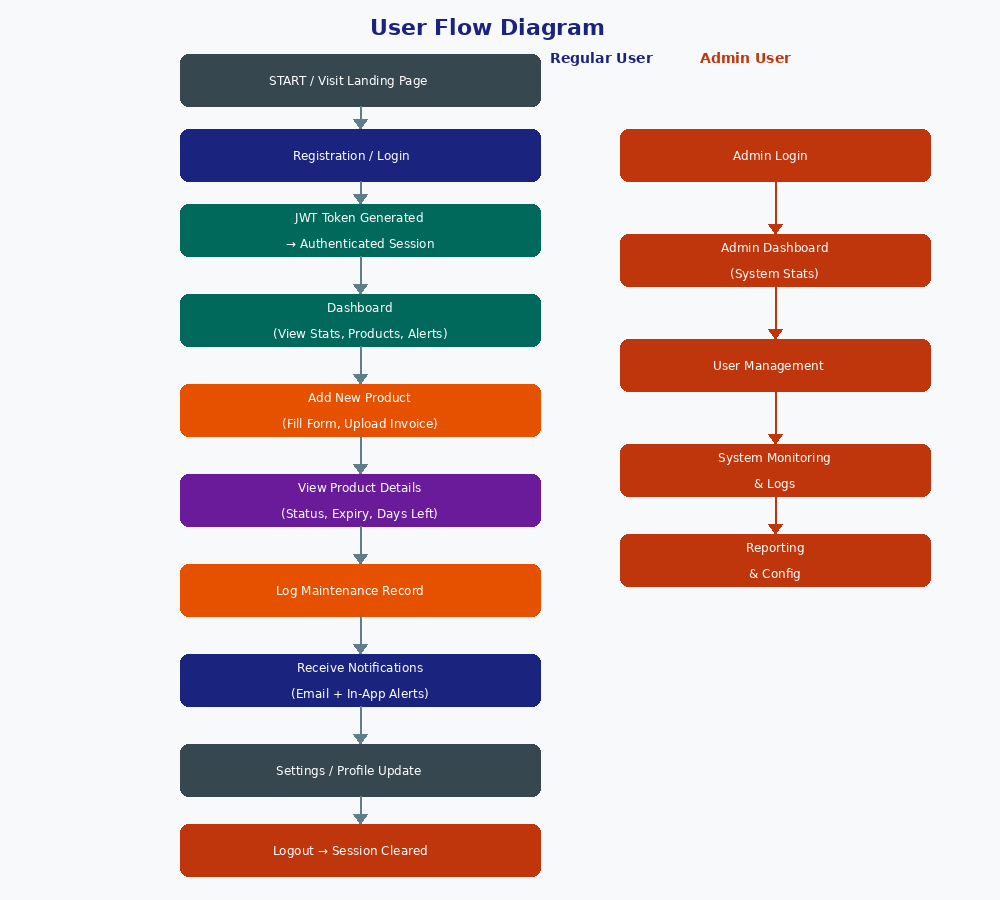 User Flow Diagram
Regular User
Admin User
START / Visit Landing Page
Registration / Login
JWT Token Generated
→ Authenticated Session
Dashboard
(View Stats, Products, Alerts)
Add New Product
(Fill Form, Upload Invoice)
View Product Details
(Status, Expiry, Days Left)
Log Maintenance Record
Receive Notifications
(Email + In-App Alerts)
Settings / Profile Update
Logout → Session Cleared
Admin Login
Admin Dashboard
(System Stats)
User Management
System Monitoring
& Logs
Reporting
& Config